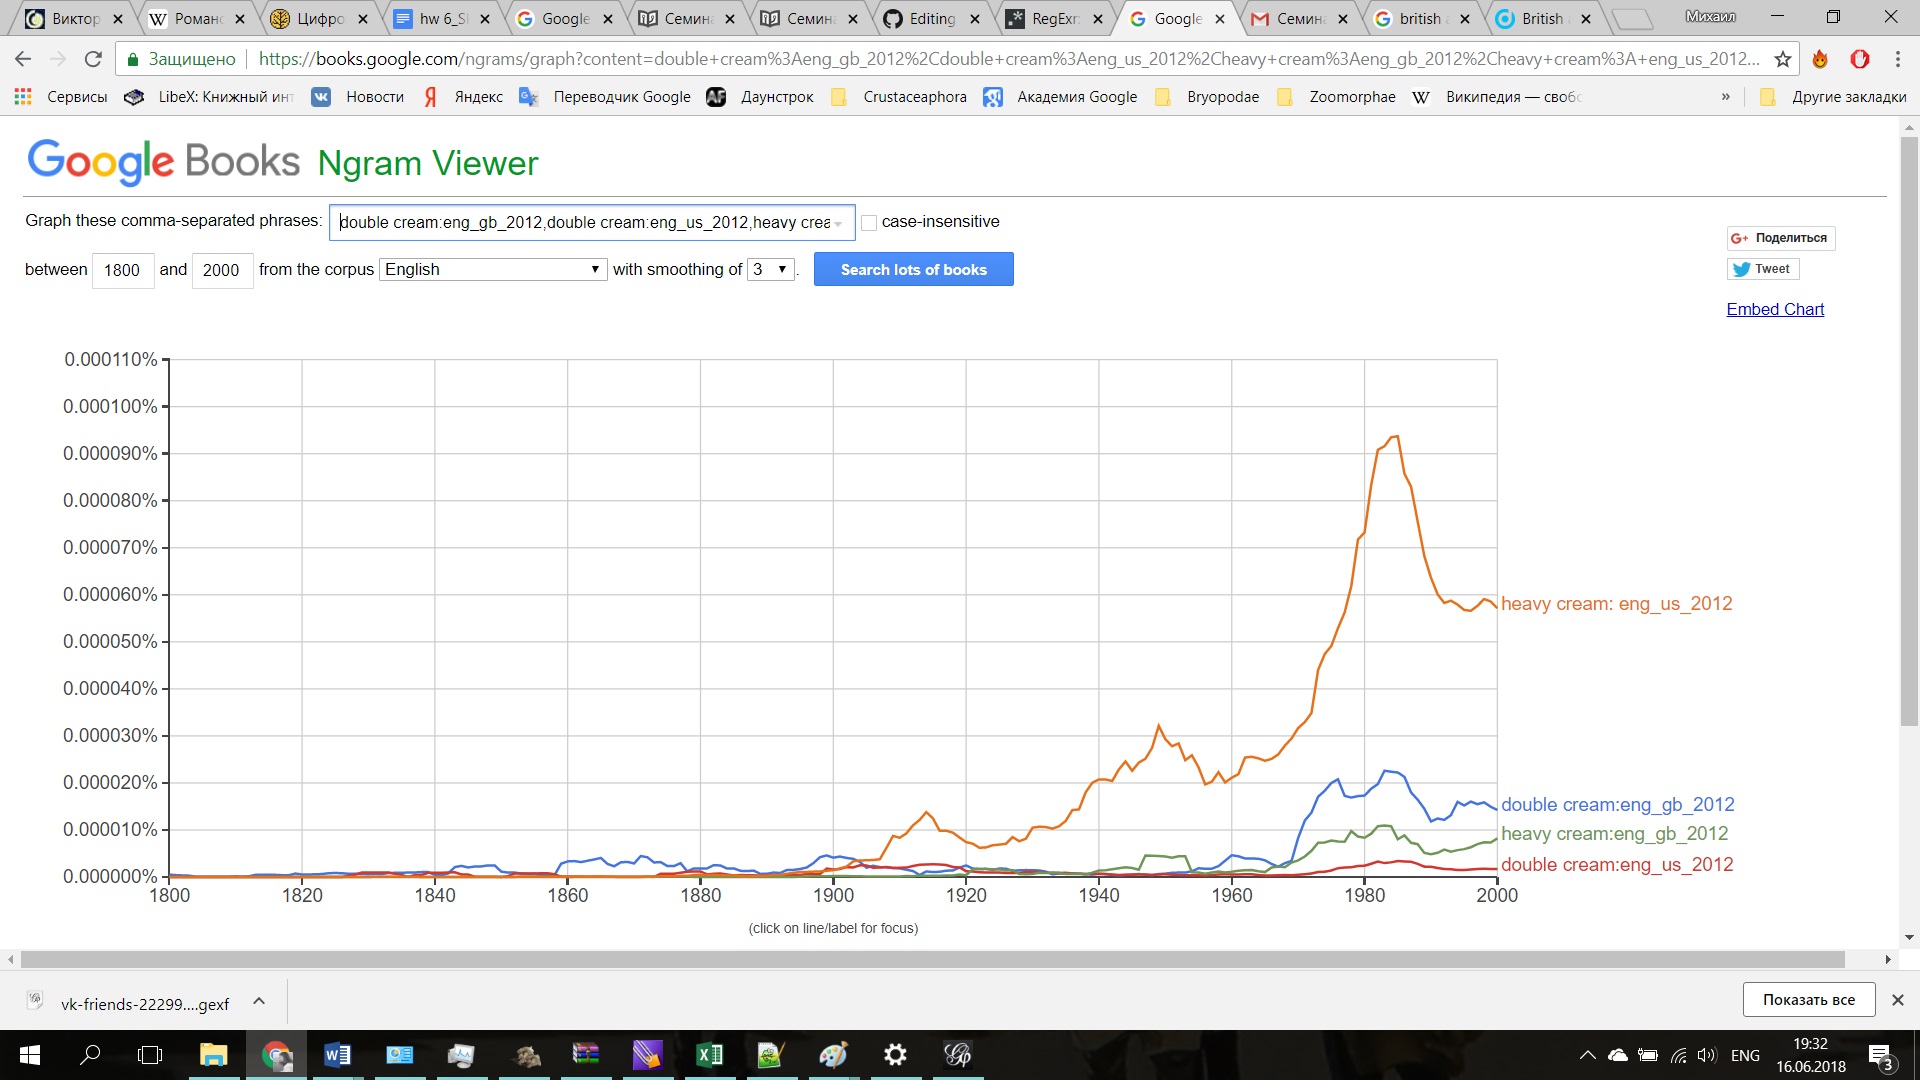 Виктор
Романс
Цифро
hw 6_Sl
Google
Семина
Семина
Editing
RegExr:
Google
Семина
british a
British
Михаил
Защищено
https://books.google.com/ngrams/graph?content=double+cream%3Aeng_gb_2012%2Cdouble+cream%3Aeng_us_2012%2Cheavy+cream%3Aeng_gb_2012%2Cheavy+cream%3A+eng_us_2012...
Сервисы
LibeX: Книжный инт
Новости
Яндекс
Переводчик Google
Даунстрок
Crustaceaphora
Академия Google
Bryopodae
Zoomorphae
Википедия — своб
»
Другие закладки
Google Books Ngram Viewer
Graph these comma-separated phrases: double cream:eng_gb_2012,double cream:eng_us_2012,heavy crea case-insensitive
between 1800 and 2000 from the corpus English with smoothing of 3 . Search lots of books
G+ Поделиться
Tweet
Embed Chart
0.000110%
0.000100%
0.000090%
0.000080%
0.000070%
0.000060%
0.000050%
0.000040%
0.000030%
0.000020%
0.000010%
0.000000%
heavy cream: eng_us_2012
double cream:eng_gb_2012
heavy cream:eng_gb_2012
double cream:eng_us_2012
1800 1820 1840 1860 1880 1900 1920 1940 1960 1980 2000
(click on line/label for focus)
vk-friends-22299....gexf
Показать все
ENG
19:32
16.06.2018
3